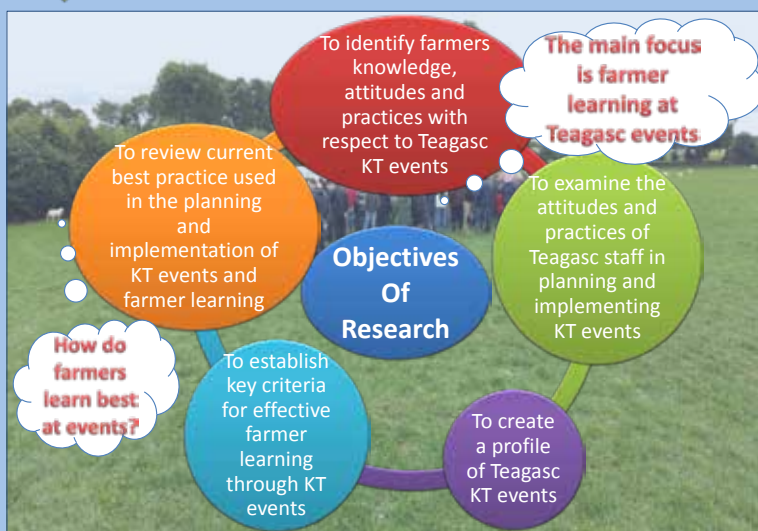 To identify farmers
knowledge,
attitudes and
practices with
respect to Teagasc
KT events
The main focus
is farmer
learning at
Teagasc events
To review current
best practice used
in the planning
and
implementation of
KT events and
farmer learning
To examine the
attitudes and
practices of
Teagasc staff in
planning and
implementing
KT events
Objectives
Of
Research
How do
farmers
learn best
at events?
To establish
key criteria
for effective
farmer
learning
through KT
events
To create
a profile
of Teagasc
KT events